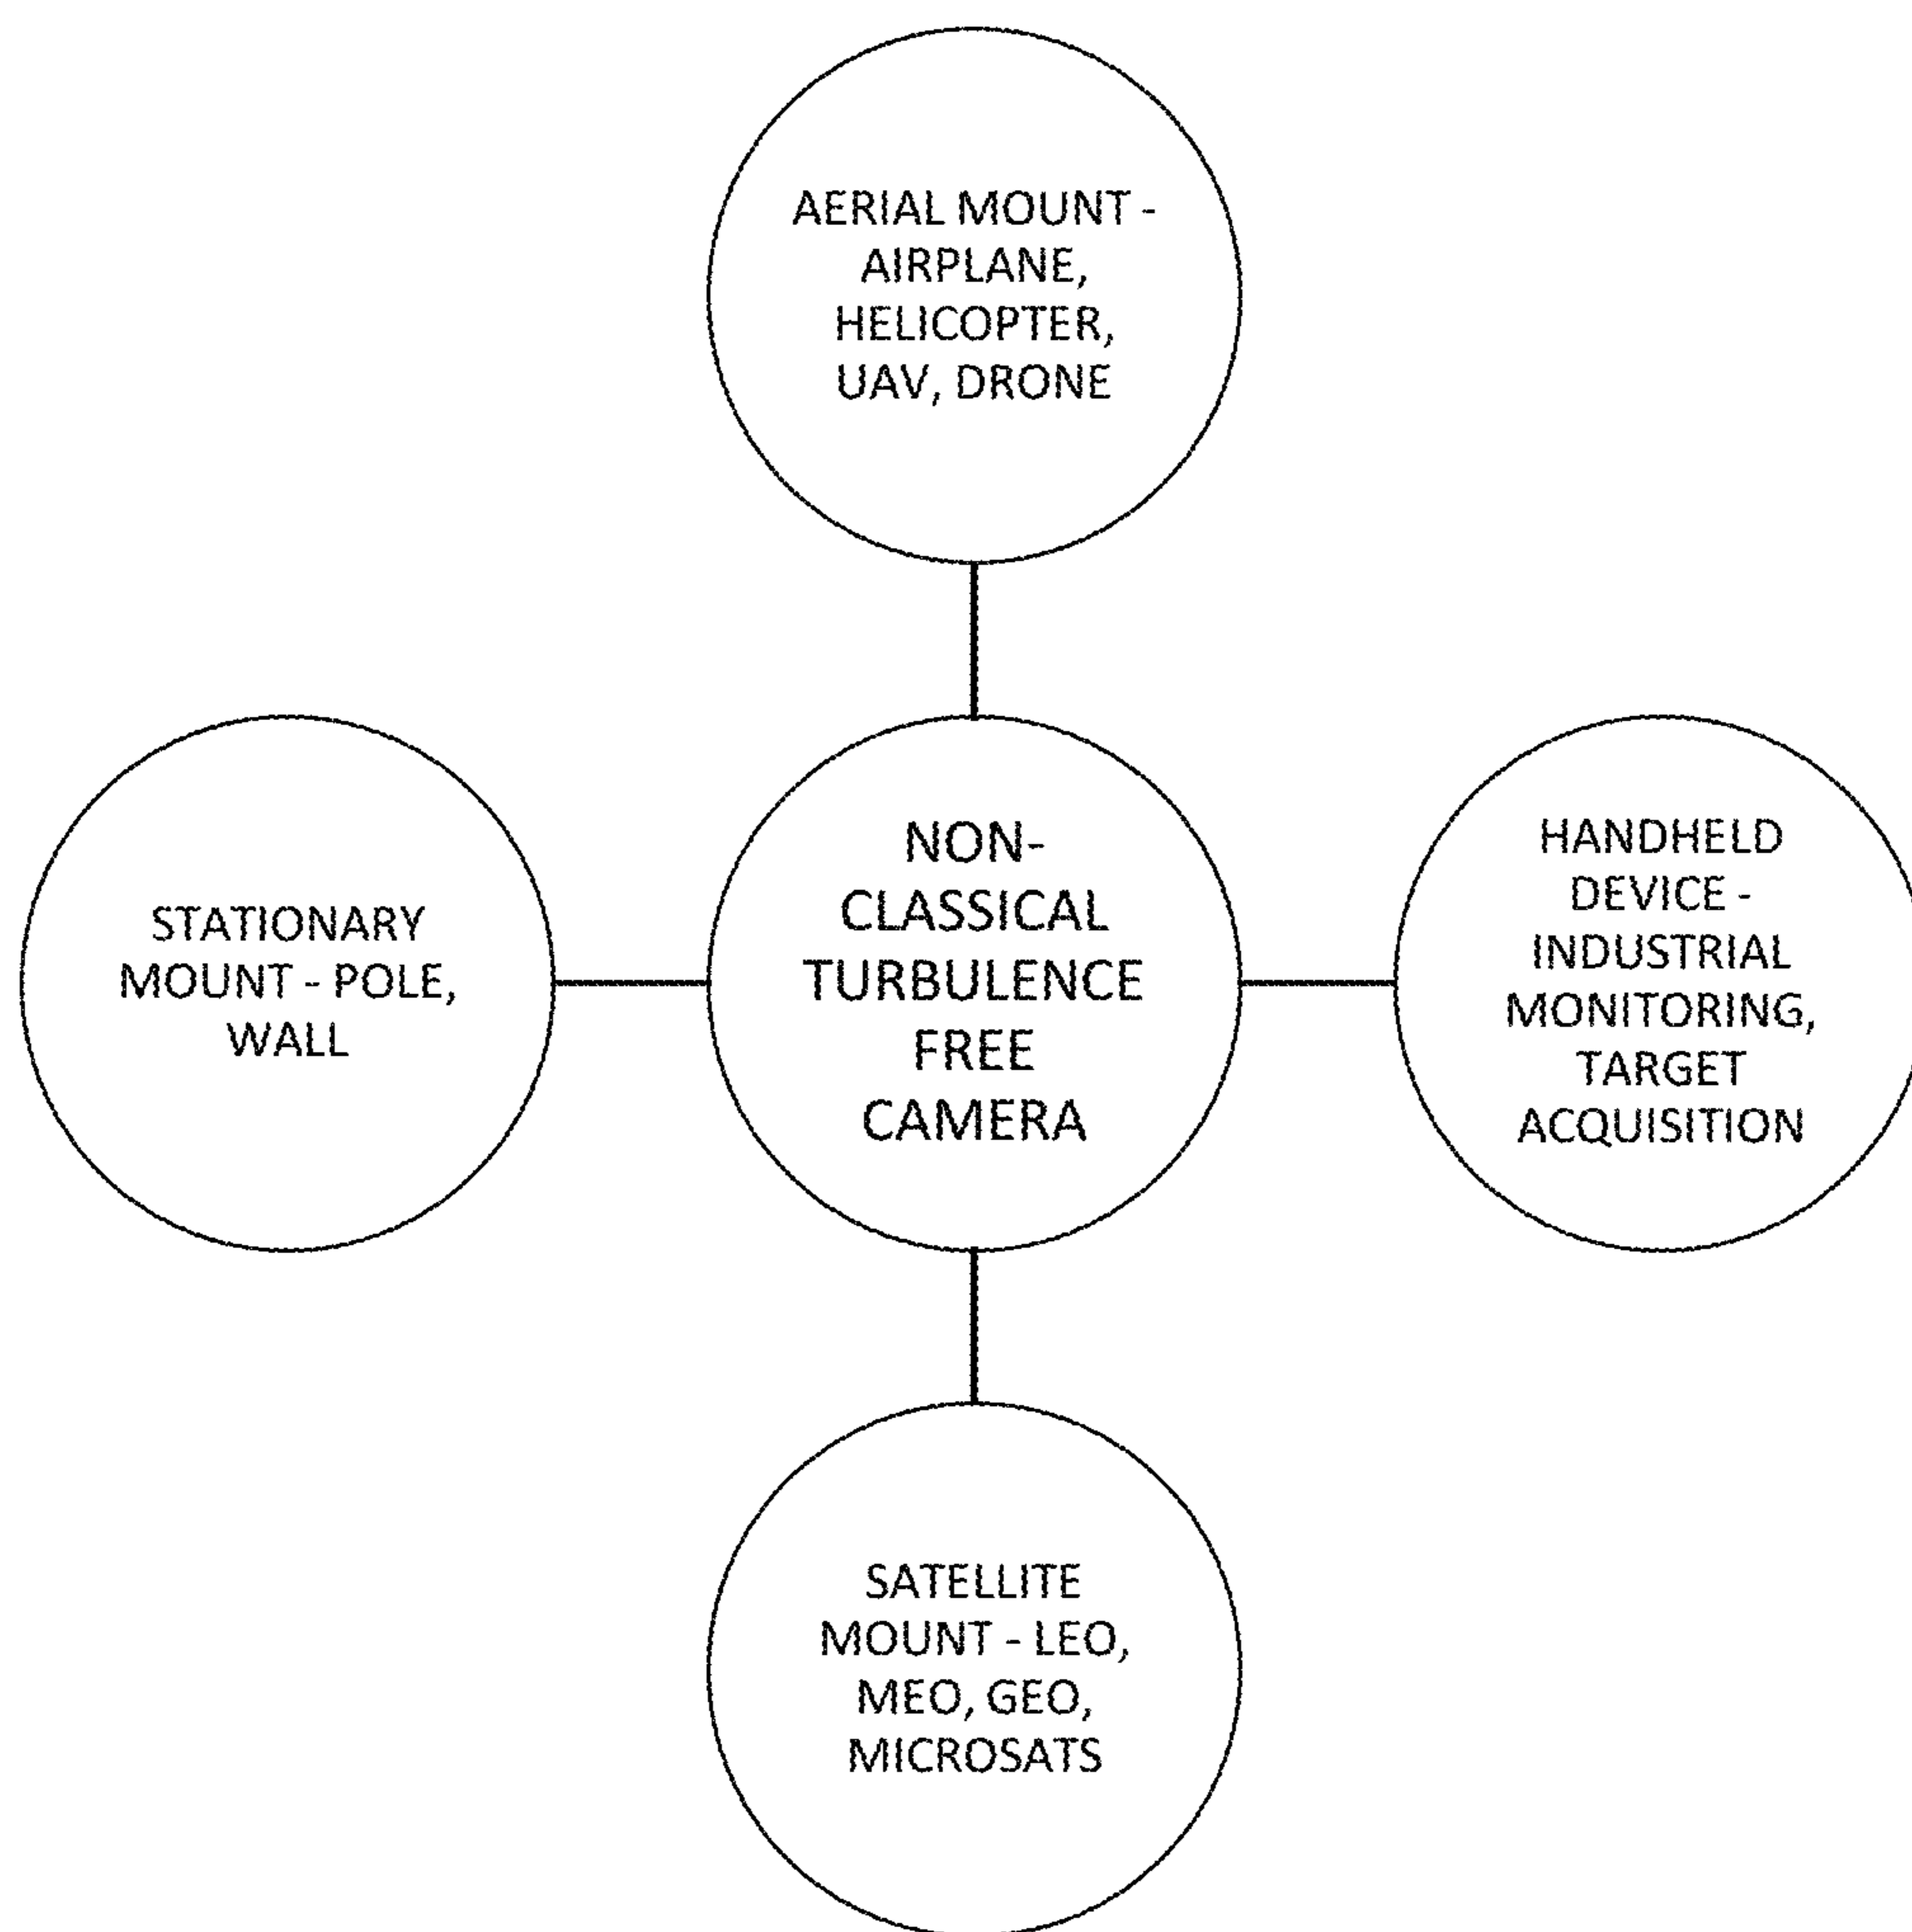 AERIAL MOUNT -
AIRPLANE,
HELICOPTER,
UAV, DRONE
STATIONARY
MOUNT - POLE,
WALL
NON-
CLASSICAL
TURBULENCE
FREE
CAMERA
HANDHELD
DEVICE -
INDUSTRIAL
MONITORING,
TARGET
ACQUISITION
SATELLITE
MOUNT - LEO,
MEO, GEO,
MICROSATS